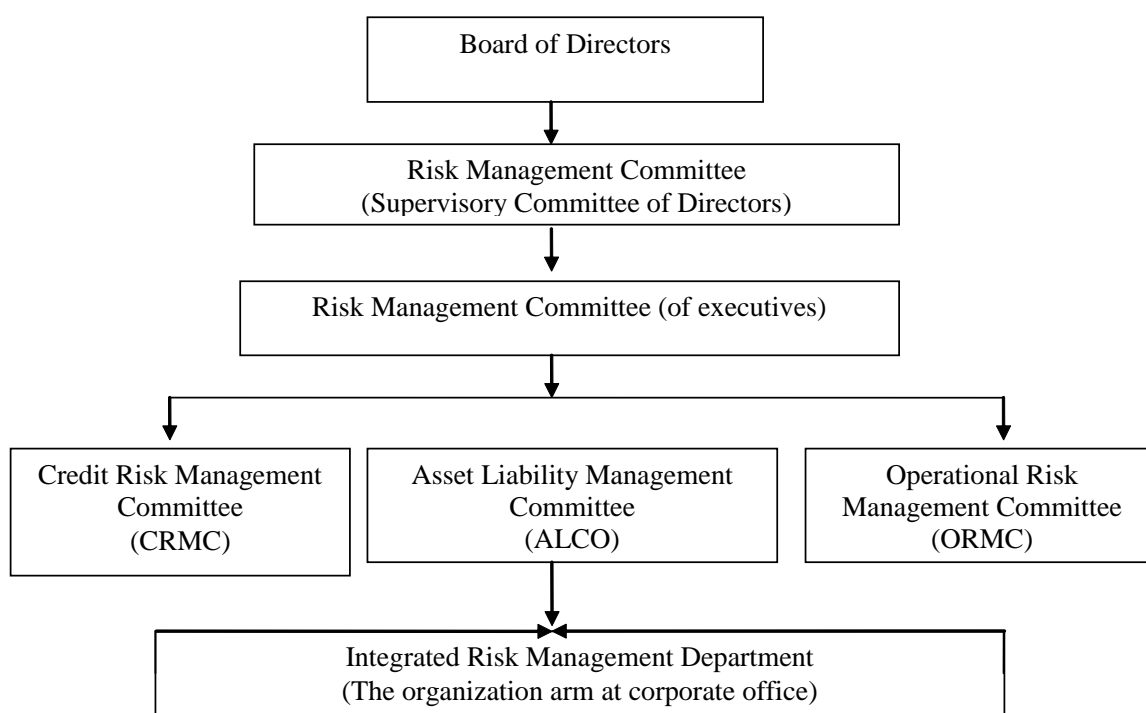 Board of Directors
Risk Management Committee
(Supervisory Committee of Directors)
Risk Management Committee (of executives)
Credit Risk Management
Committee
(CRMC)
Asset Liability Management
Committee
(ALCO)
Operational Risk
Management Committee
(ORMC)
Integrated Risk Management Department
(The organization arm at corporate office)